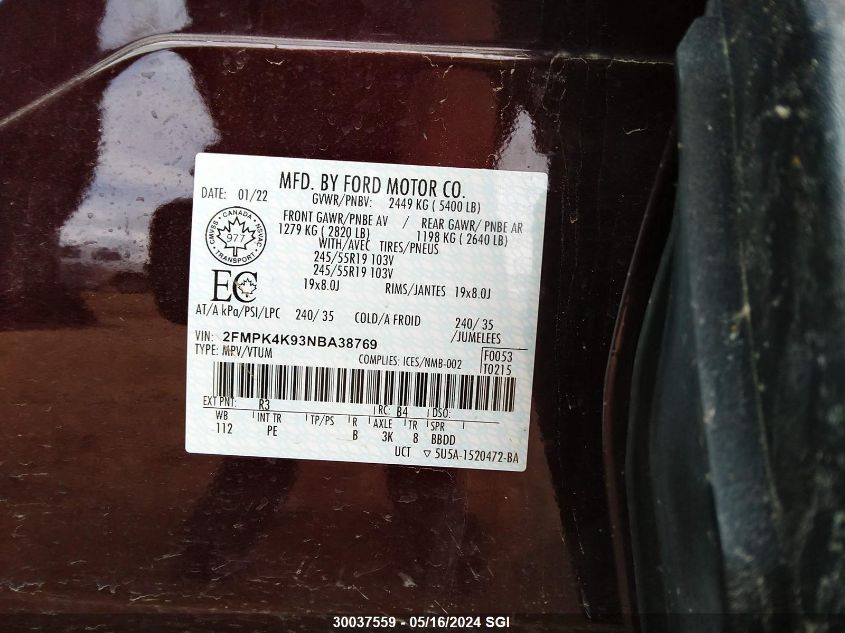 MFD. BY FORD MOTOR CO.
DATE: 01/22
GVWR/PNBV: 2449 KG ( 5400 LB)
FRONT GAWR/PNBE AV
1279 KG ( 2820 LB)
REAR GAWR/ PNBE AR
1198 KG ( 2640 LB)
WITH/AVEC TIRES/PNEUS
245/55R19 103V
245/55R19 103V
19x8.0J RIMS/JANTES 19x8.0J
CANADA
CMVSS NSVAC
977
TRANSPORT
EC
AT/A kPa/PSI/LPC 240/ 35 COLD/A FROID 240/ 35
/JUMELEES
VIN: 2FMPK4K93NBA38769
TYPE: MPV/VTUM COMPLIES: ICES/NMB-002
F0053
T0215
EXT PNT: R3 RC: B4 DSO:
WB INT TR TP/PS R AXLE TR SPR
112 PE B 3K 8 BBDD
UCT ▽ 5U5A-1520472-BA
30037559 - 05/16/2024 SGI